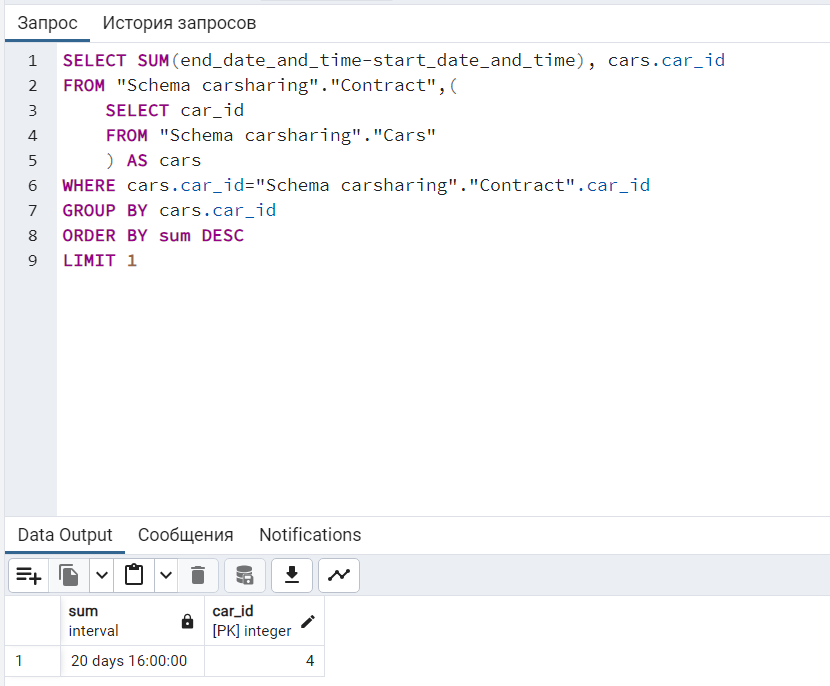 Запрос История запросов
1 SELECT SUM(end_date_and_time-start_date_and_time), cars.car_id
2 FROM "Schema carsharing"."Contract",(
3 SELECT car_id
4 FROM "Schema carsharing"."Cars"
5 ) AS cars
6 WHERE cars.car_id="Schema carsharing"."Contract".car_id
7 GROUP BY cars.car_id
8 ORDER BY sum DESC
9 LIMIT 1
Data Output Сообщения Notifications
sum car_id
interval [PK] integer
1 20 days 16:00:00 4